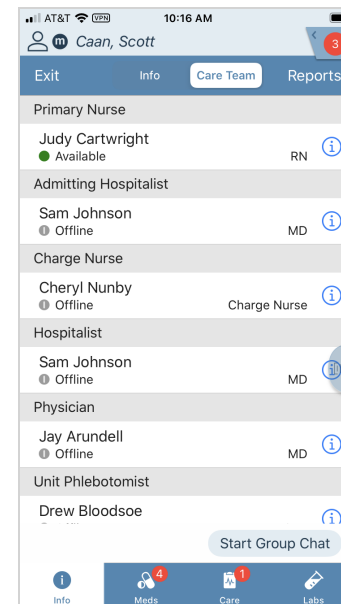 AT&T VPN 10:16 AM
m Caan, Scott 3
Exit Info Care Team Reports
Primary Nurse
Judy Cartwright
Available RN
Admitting Hospitalist
Sam Johnson
Offline MD
Charge Nurse
Cheryl Nunby
Offline Charge Nurse
Hospitalist
Sam Johnson
Offline MD
Physician
Jay Arundell
Offline MD
Unit Phlebotomist
Drew Bloodsoe
Start Group Chat
4 1
Info Meds Care Labs